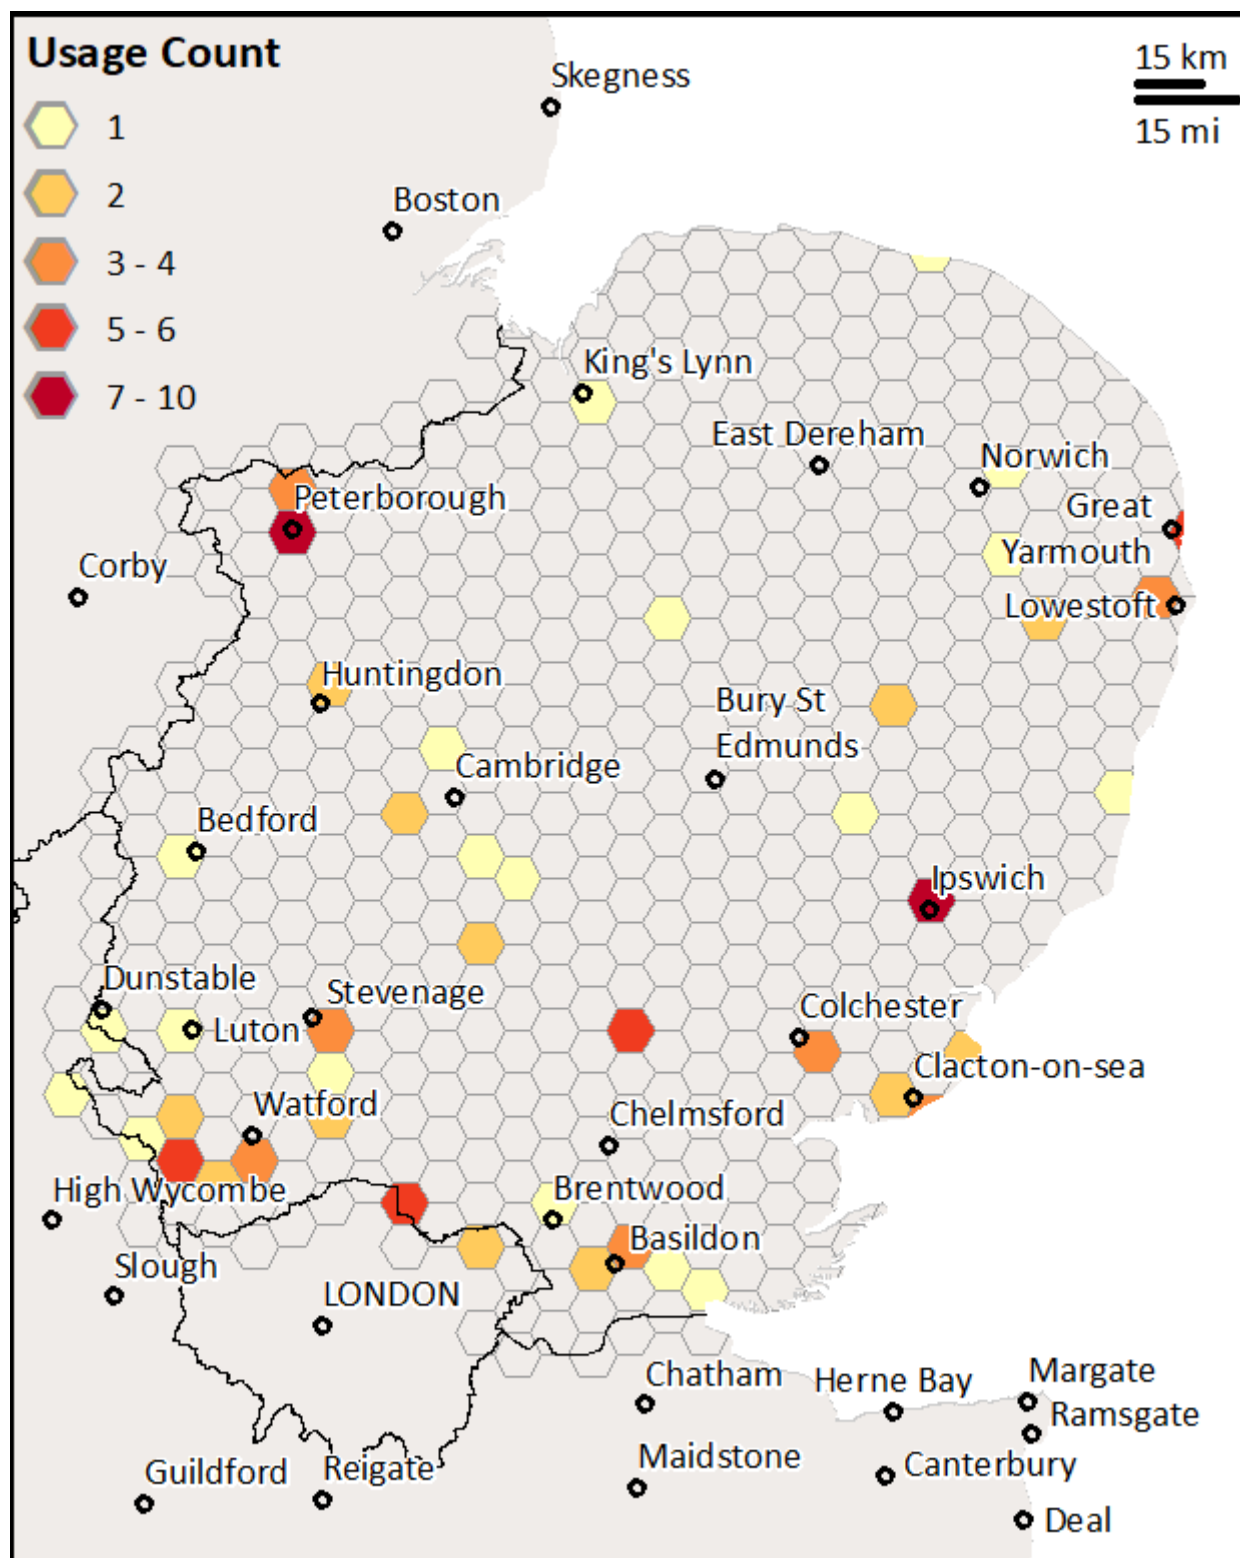 Usage Count
1
2
3 - 4
5 - 6
7 - 10
15 km
15 mi
Skegness
Boston
King's Lynn
East Dereham
Norwich
Peterborough
Great
Yarmouth
Corby
Lowestoft
Huntingdon
Bury St
Edmunds
Cambridge
Bedford
Ipswich
Dunstable
Stevenage
Luton
Colchester
Clacton-on-sea
Watford
Chelmsford
High Wycombe
Brentwood
Basildon
Slough
LONDON
Chatham
Herne Bay
Margate
Ramsgate
Guildford
Reigate
Maidstone
Canterbury
Deal